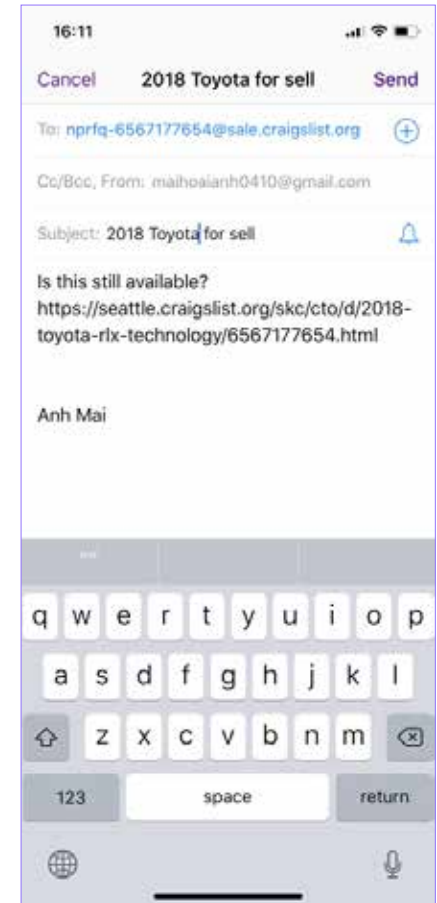 16:11
Cancel 2018 Toyota for sell Send
To: nprfq-6567177654@sale.craigslist.org
Cc/Bcc, From: maihoaianh0410@gmail.com
Subject: 2018 Toyota for sell
Is this still available?
https://seattle.craigslist.org/skc/cto/d/2018-
toyota-rlx-technology/6567177654.html
Anh Mai
q w e r t y u i o p
a s d f g h j k l
z x c v b n m
123 space return